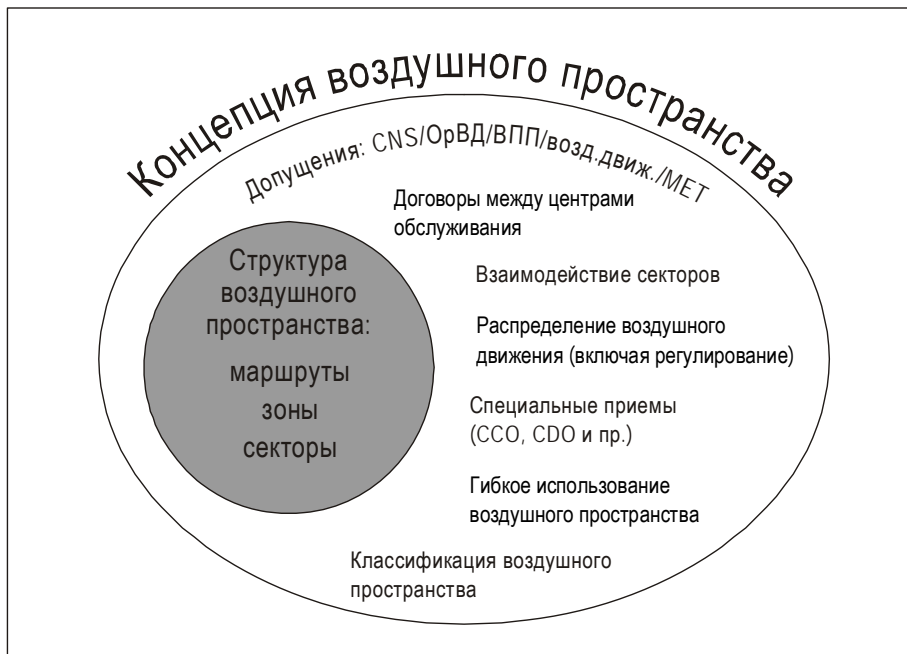 Концепция воздушного пространства
Допущения: CNS/ОрВД/ВПП/возд.движ./МЕТ
Договоры между центрами
обслуживания
Структура
воздушного
пространства:
маршруты
зоны
секторы
Взаимодействие секторов
Распределение воздушного
движения (включая регулирование)
Специальные приемы
(CCO, CDO и пр.)
Гибкое использование
воздушного пространства
Классификация воздушного
пространства